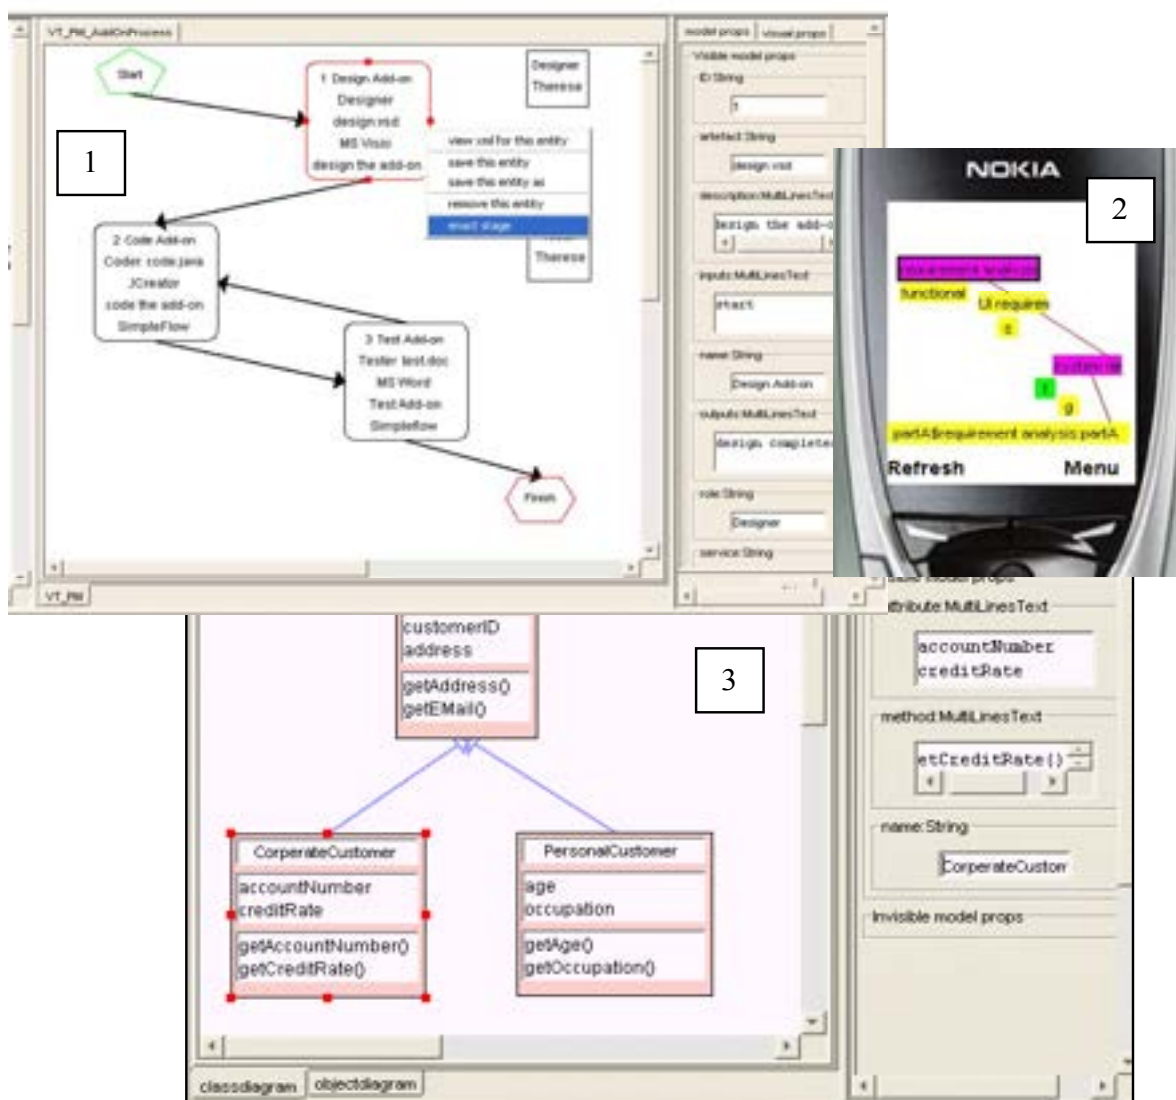 VT_PM_AddOnProcess
Start
1 Design Add-on
Designer
design.vsd
MS Visio
design the add-on
Designer
Therese
view xml for this entity
save this entity
save this entity as
remove this entity
enact stage
Therese
1
2 Code Add-on
Coder code.java
JCreator
code the add-on
SimpleFlow
3 Test Add-on
Tester test.doc
MS Word
Test Add-on
Simpleflow
Finish
VT_PM
model props
visual props
Visible model props
ID:String
1
artefact:String
design.vsd
description:MultiLinesText
design the add-o
inputs:MultiLinesText
start
name:String
Design Add-on
outputs:MultiLinesText
design complete
role:String
Designer
service:String
NOKIA
2
functional
UI requirem
g
partA$requirement analysis:partA
Refresh
Menu
customerID
address
getAddress()
getEMail()
3
CorperateCustomer
accountNumber
creditRate
getAccountNumber()
getCreditRate()
PersonalCustomer
age
occupation
getAge()
getOccupation()
classdiagram
objectdiagram
model props
ttribute:MultiLinesText
accountNumber
creditRate
method:MultiLinesText
etCreditRate()
name:String
CorperateCustom
Invisible model props